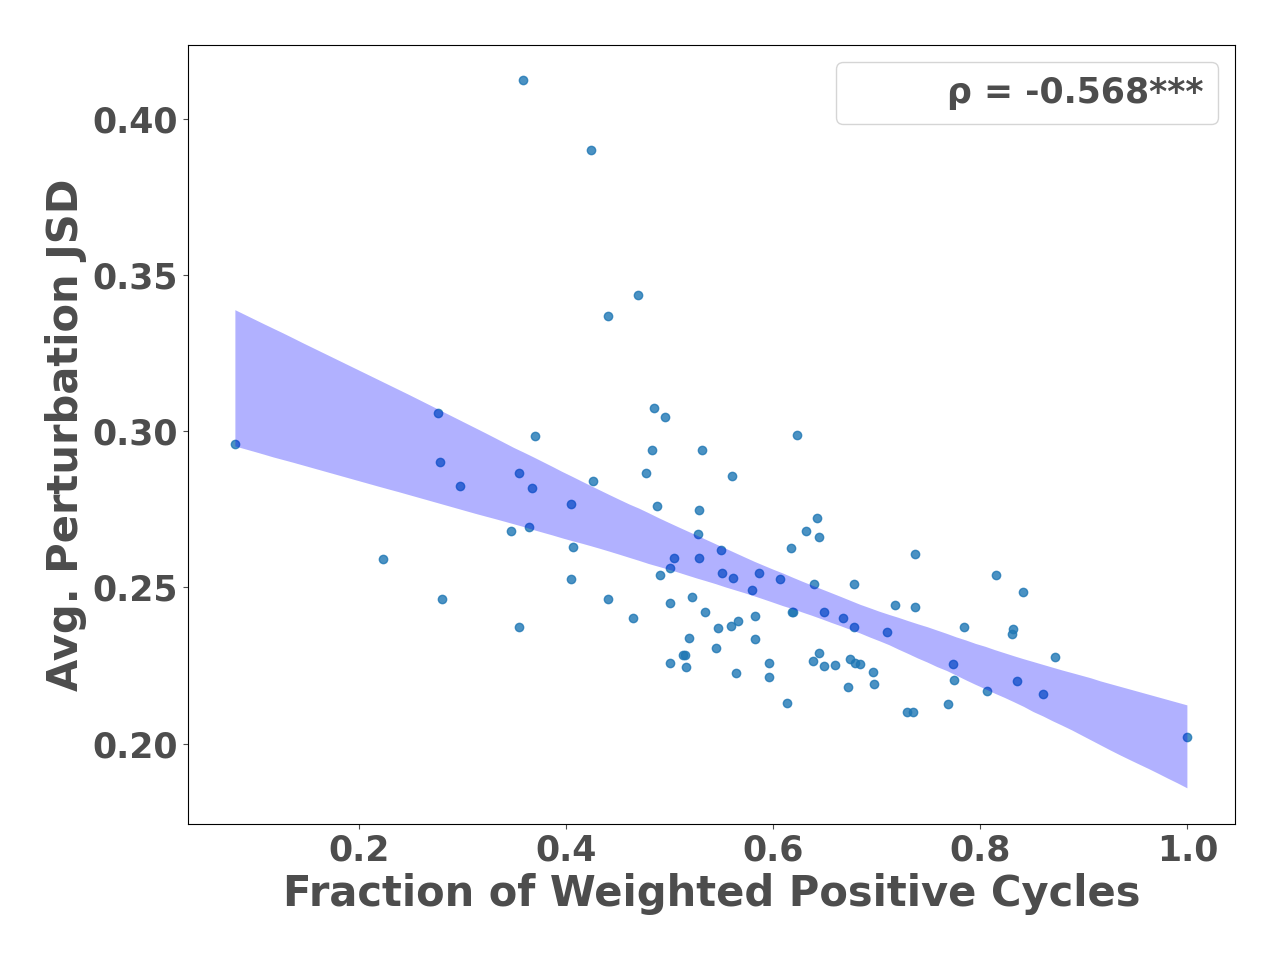 ρ = -0.568***
0.40
0.35
0.30
0.25
0.20
Avg. Perturbation JSD
0.2 0.4 0.6 0.8 1.0
Fraction of Weighted Positive Cycles